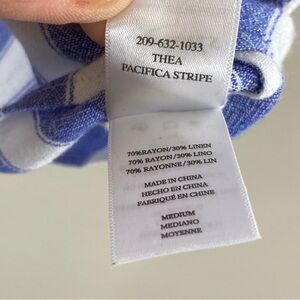 209-632-1033
THEA
PACIFICA STRIPE
70%RAYON/30% LINEN
70% RAYON/30% LINO
70% RAYONNE/30% LIN
MADE IN CHINA
HECHO EN CHINA
FABRIQUÉ EN CHINE
MEDIUM
MEDIANO
MOYENNE